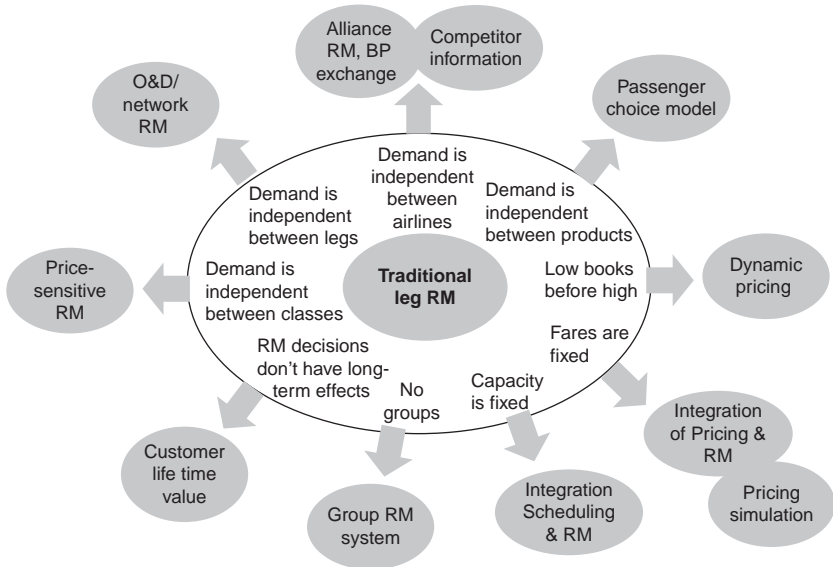 Alliance
RM, BP
exchange
Competitor
information
O&D/
network
RM
Passenger
choice model
Demand is
independent
between
airlines
Demand is
independent
between legs
Demand is
independent
between products
Price-
sensitive
RM
Demand is
independent
between classes
Traditional
leg RM
Low books
before high
Dynamic
pricing
Fares are
fixed
RM decisions
don't have long-
term effects
No
groups
Capacity
is fixed
Customer
life time
value
Group RM
system
Integration
Scheduling
& RM
Integration
of Pricing &
RM
Pricing
simulation